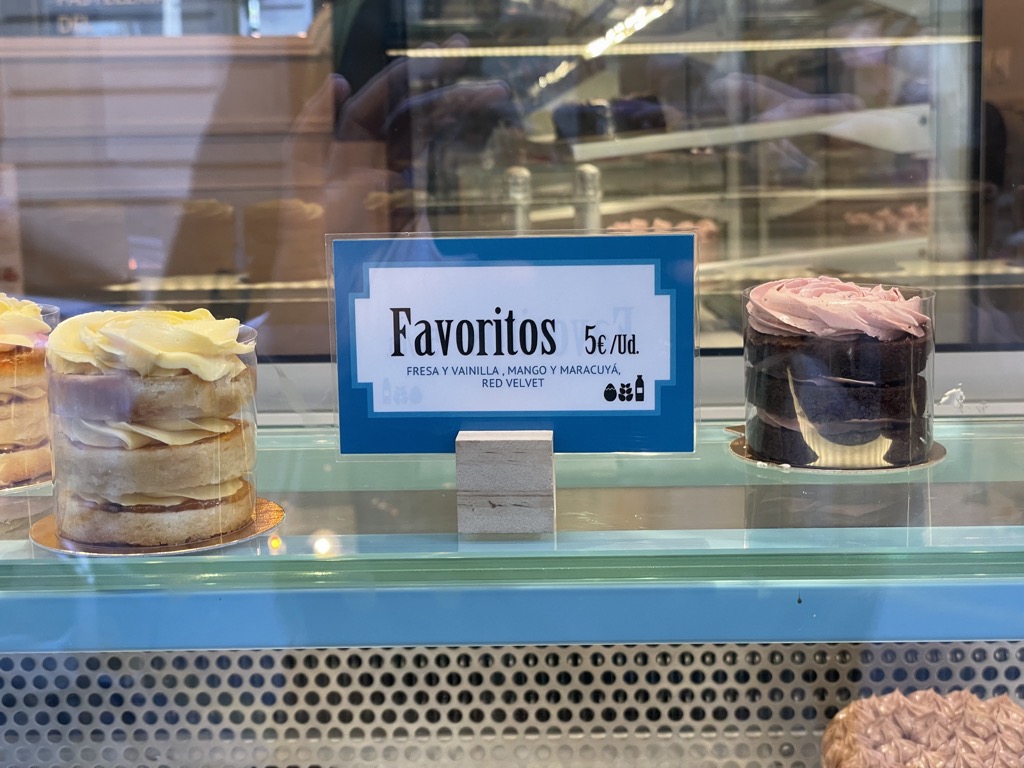 Favoritos 5€/Ud.
FRESA Y VAINILLA , MANGO Y MARACUYÁ,
RED VELVET